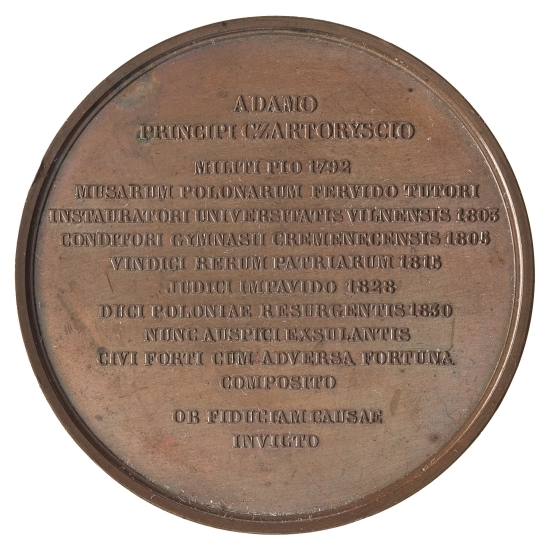 ADAMO
PRINCIPI CZARTORYSCIO
MILITI PIO 1792
MUSARUM POLONARUM FERVIDO TUTORI
INSTAURATORI UNIVERSITATIS VILNENSIS 1803
CONDITORI GYMNASII CREMENECENSIS 1805
VINDICI RERUM PATRIARUM 1815
JUDICI IMPAVIDO 1828
DUCI POLONIAE RESURGENTIS 1830
NUNC AUSPICI EXSULANTIS
CIVI FORTI CUM ADVERSA FORTUNA
COMPOSITO
OB FIDUCIAM CAUSAE
INVICTO